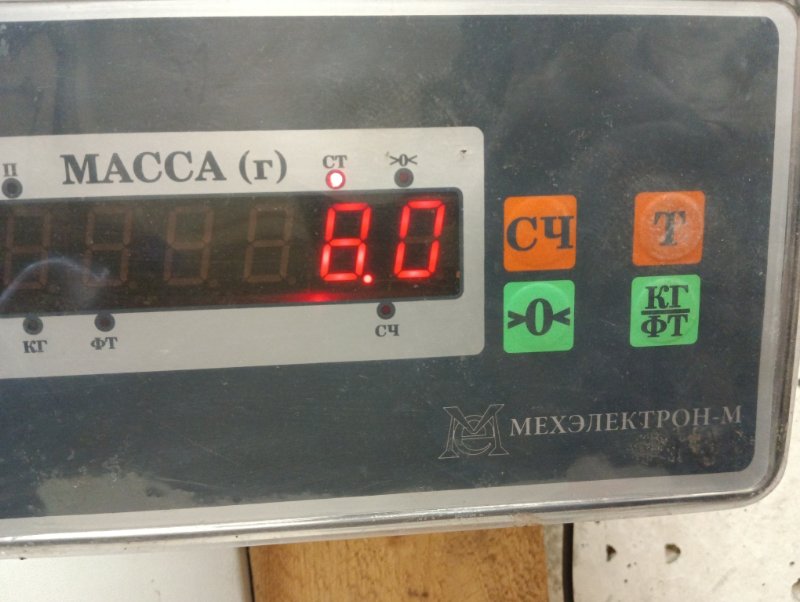 П
МАССА (г)
СТ
>0<
8.0
КГ
ФТ
СЧ
СЧ
Т
>0<
КГ
ФТ
МЕХЭЛЕКТРОН-М